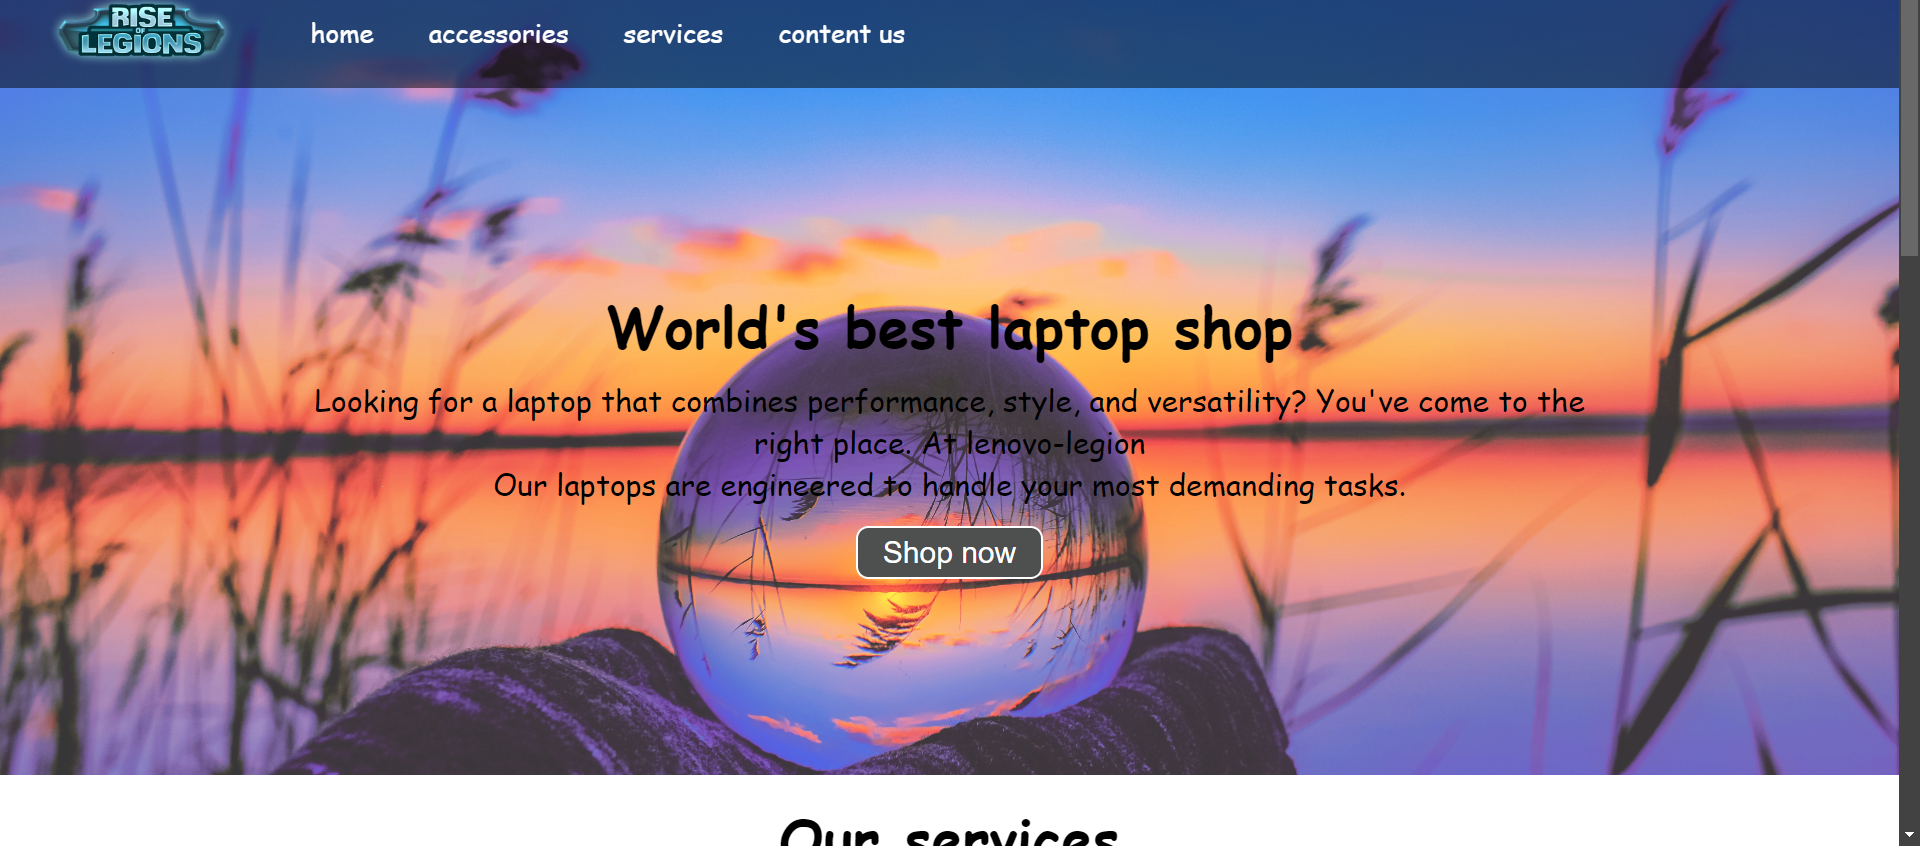 RISE
OF
LEGIONS
home
accessories
services
content us
World's best laptop shop
Looking for a laptop that combines performance, style, and versatility? You've come to the
right place. At lenovo-legion
Our laptops are engineered to handle your most demanding tasks.
Shop now
Our services